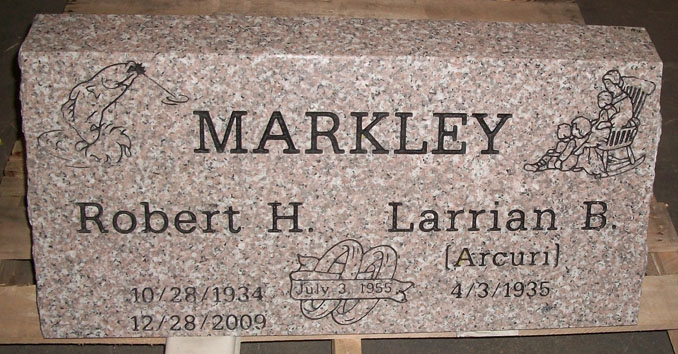 MARKLEY
Robert H. Larrian B.
(Arcuri)
July 3, 1955
10/28/1934 4/3/1935
12/28/2009